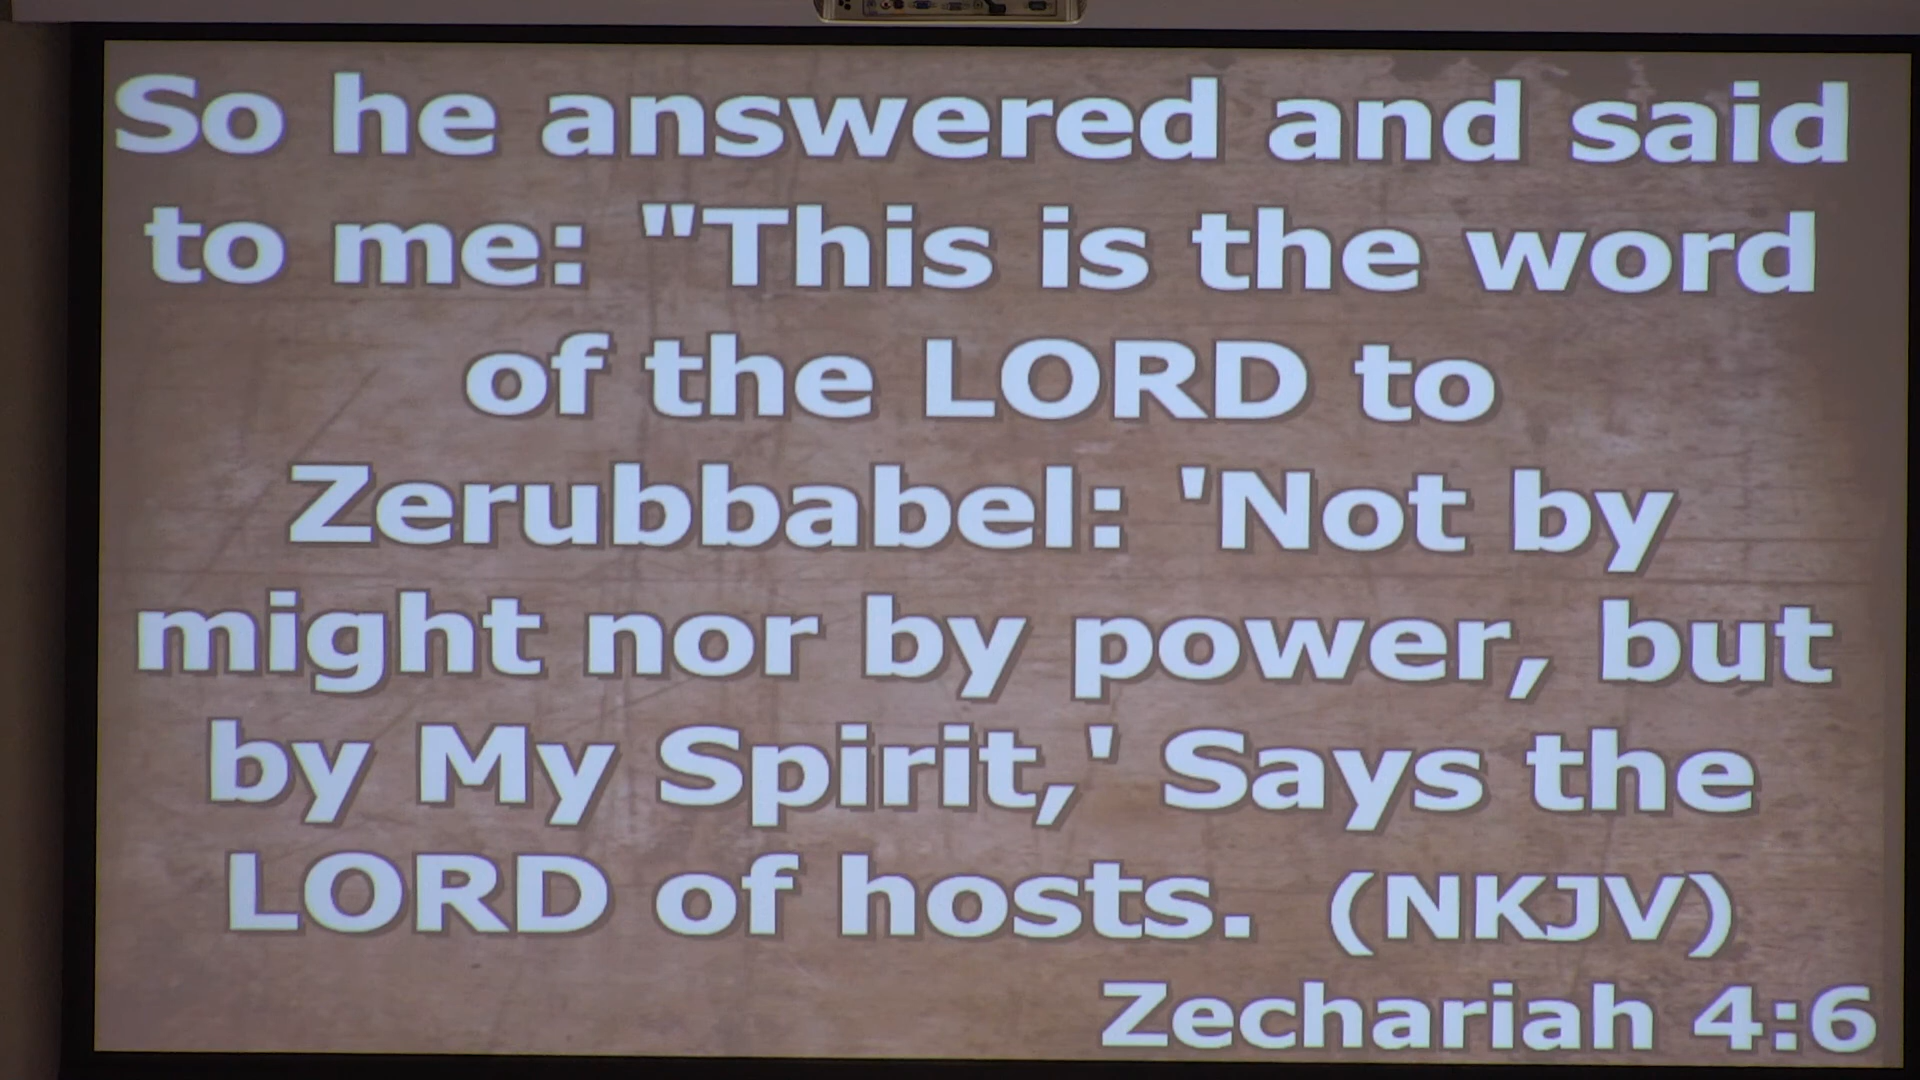 So he answered and said
to me: "This is the word
of the LORD to
Zerubbabel: 'Not by
might nor by power, but
by My Spirit,' Says the
LORD of hosts. (NKJV)
Zechariah 4:6